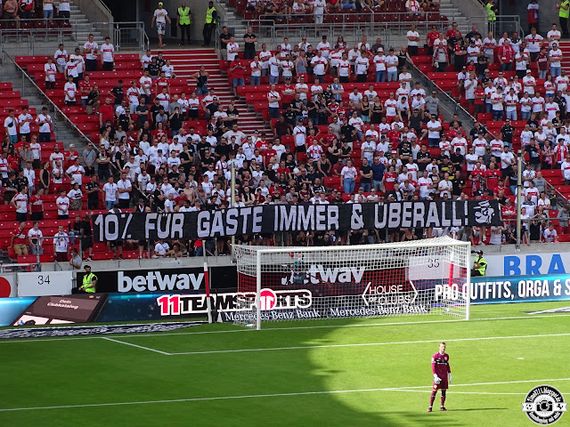 10% FÜR GÄSTE IMMER & ÜBERALL!
34
betway
betway
HOUSE OF CLUBS
35
BRA
11TEAMSPORTS
PRO OUTFITS, ORGA & S
Mercedes-Benz Bank
Mercedes-Benz Bank